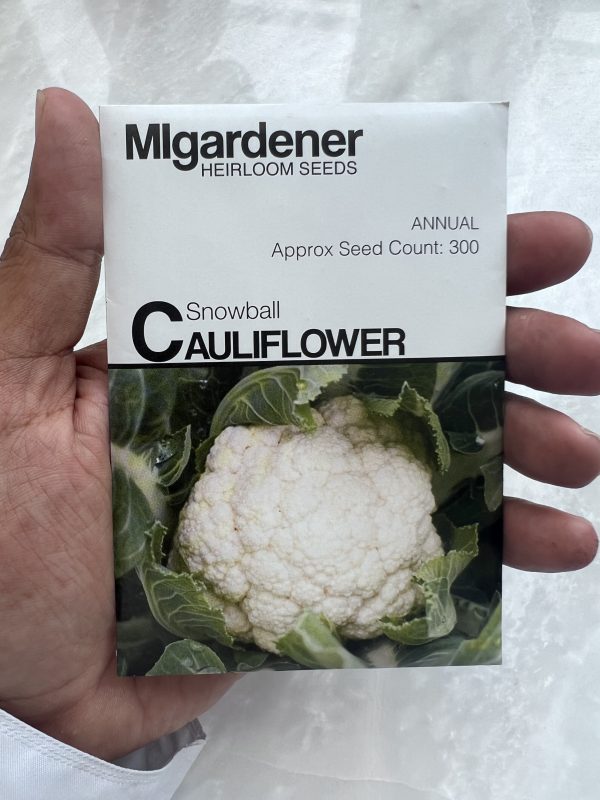 MIgardener
HEIRLOOM SEEDS
ANNUAL
Approx Seed Count: 300
Snowball
CAULIFLOWER